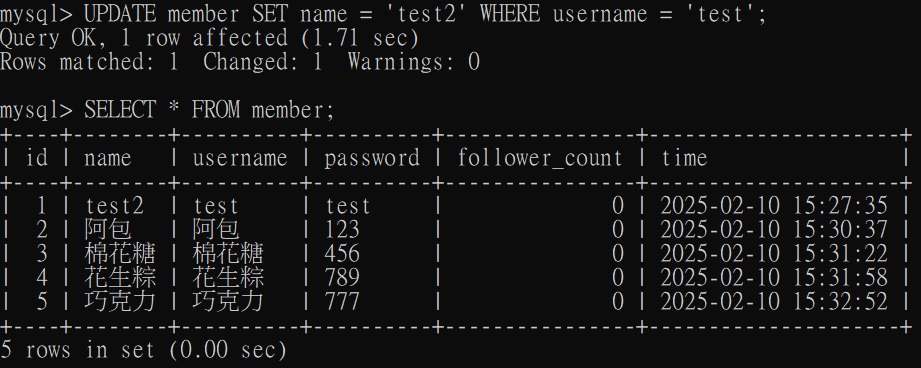 mysql> UPDATE member SET name = 'test2' WHERE username = 'test';
Query OK, 1 row affected (1.71 sec)
Rows matched: 1  Changed: 1  Warnings: 0

mysql> SELECT * FROM member;
+----+--------+----------+----------+----------------+---------------------+
| id | name   | username | password | follower_count | time                |
+----+--------+----------+----------+----------------+---------------------+
|  1 | test2  | test     | test     |              0 | 2025-02-10 15:27:35 |
|  2 | 阿包   | 阿包     | 123      |              0 | 2025-02-10 15:30:37 |
|  3 | 棉花糖 | 棉花糖   | 456      |              0 | 2025-02-10 15:31:22 |
|  4 | 花生粽 | 花生粽   | 789      |              0 | 2025-02-10 15:31:58 |
|  5 | 巧克力 | 巧克力   | 777      |              0 | 2025-02-10 15:32:52 |
+----+--------+----------+----------+----------------+---------------------+
5 rows in set (0.00 sec)